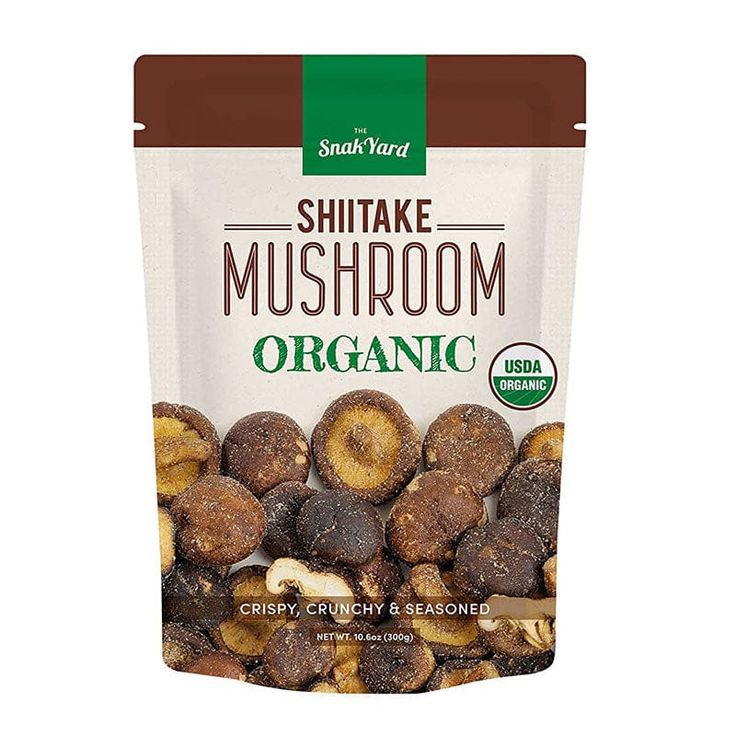 THE
SnakYard
SHIITAKE
MUSHROOM
ORGANIC
USDA
ORGANIC
CRISPY, CRUNCHY & SEASONED
NET WT. 10.6oz (300g)